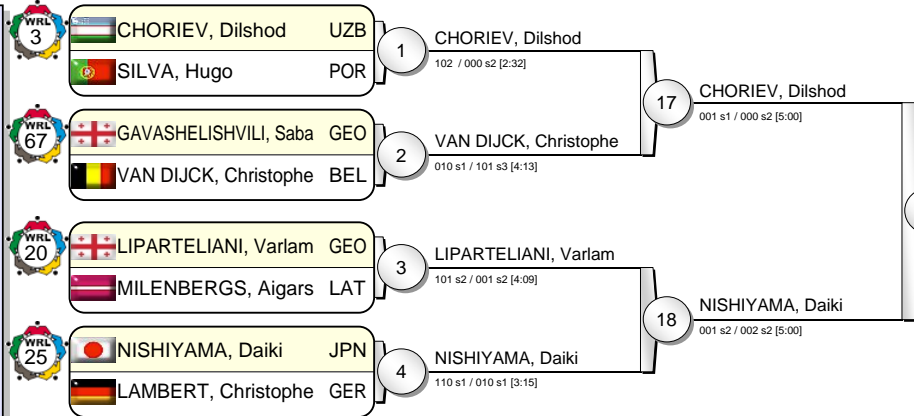 WRL
3
CHORIEV, Dilshod UZB
SILVA, Hugo POR
1
CHORIEV, Dilshod
102 / 000 s2 [2:32]
17
CHORIEV, Dilshod
001 s1 / 000 s2 [5:00]
WRL
67
GAVASHELISHVILI, Saba GEO
VAN DIJCK, Christophe BEL
2
VAN DIJCK, Christophe
010 s1 / 101 s3 [4:13]
WRL
20
LIPARTELIANI, Varlam GEO
MILENBERGS, Aigars LAT
3
LIPARTELIANI, Varlam
101 s2 / 001 s2 [4:09]
18
NISHIYAMA, Daiki
001 s2 / 002 s2 [5:00]
WRL
25
NISHIYAMA, Daiki JPN
LAMBERT, Christophe GER
4
NISHIYAMA, Daiki
110 s1 / 010 s1 [3:15]